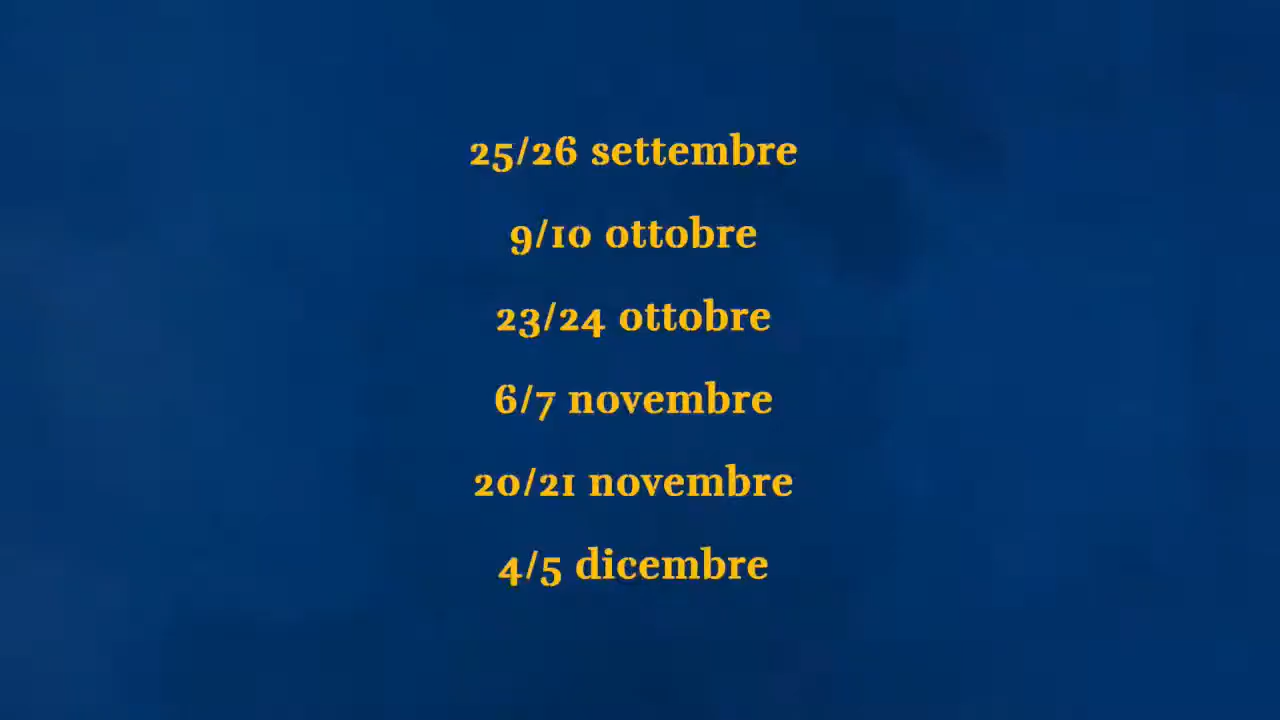 25/26 settembre
9/10 ottobre
23/24 ottobre
6/7 novembre
20/21 novembre
4/5 dicembre